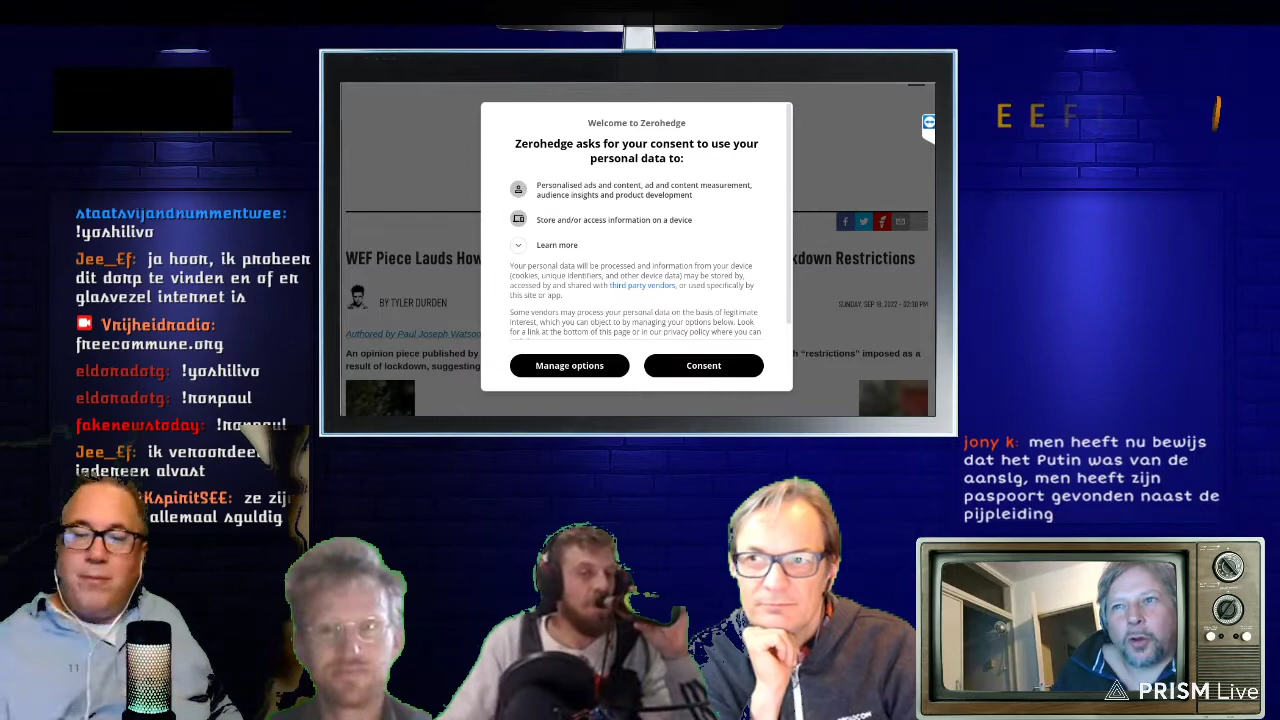 staatsvijandnummertwee:
!yoshilivo
Jee_£f: ja hoor, ik probeer
dit dorp te vinden en of er
glasvezel internet is
Vrijheidradio:
freecommune.org
eldoradotg: !yoshilivo
eldoradotg: !ronpaul
fakenewstoday: !ronpaul
Jee_£f: ik veroordeel
iedereen alvast
KspiritSEE: ze zijn
allemaal sguldig
11
Welcome to Zerohedge
Zerohedge asks for your consent to use your
personal data to:
Personalised ads and content, ad and content measurement,
audience insights and product development
Store and/or access information on a device
Learn more
Your personal data will be processed and information from your device
(cookies, unique identifiers, and other device data) may be stored by,
accessed by and shared with third party vendors, or used specifically by
this site or app.
Some vendors may process your personal data on the basis of legitimate
interest, which you can object to by managing your options below. Look
for a link at the bottom of this page or in our privacy policy where you can
Manage options
Consent
WEF Piece Lauds How
kdown Restrictions
BY TYLER DURDEN
SUNDAY, SEP 18, 2022 - 02:30 PM
Authored by Paul Joseph Watson
An opinion piece published by
h “restrictions” imposed as a
result of lockdown, suggesting
E E F
jony k: men heeft nu bewijs
dat het Putin was van de
aanslg, men heeft zijn
paspoort gevonden naast de
pijpleiding
PRISM Live